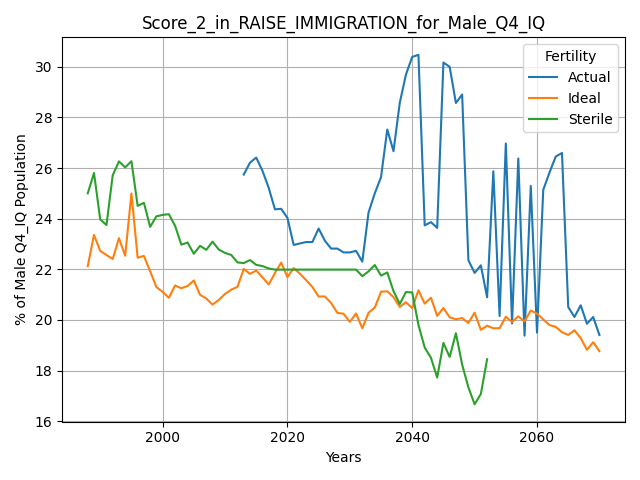 Score_2_in_RAISE_IMMIGRATION_for_Male_Q4_IQ
% of Male Q4_IQ Population
30
28
26
24
22
20
18
16
2000
2020
2040
2060
Years
Fertility
Actual
Ideal
Sterile